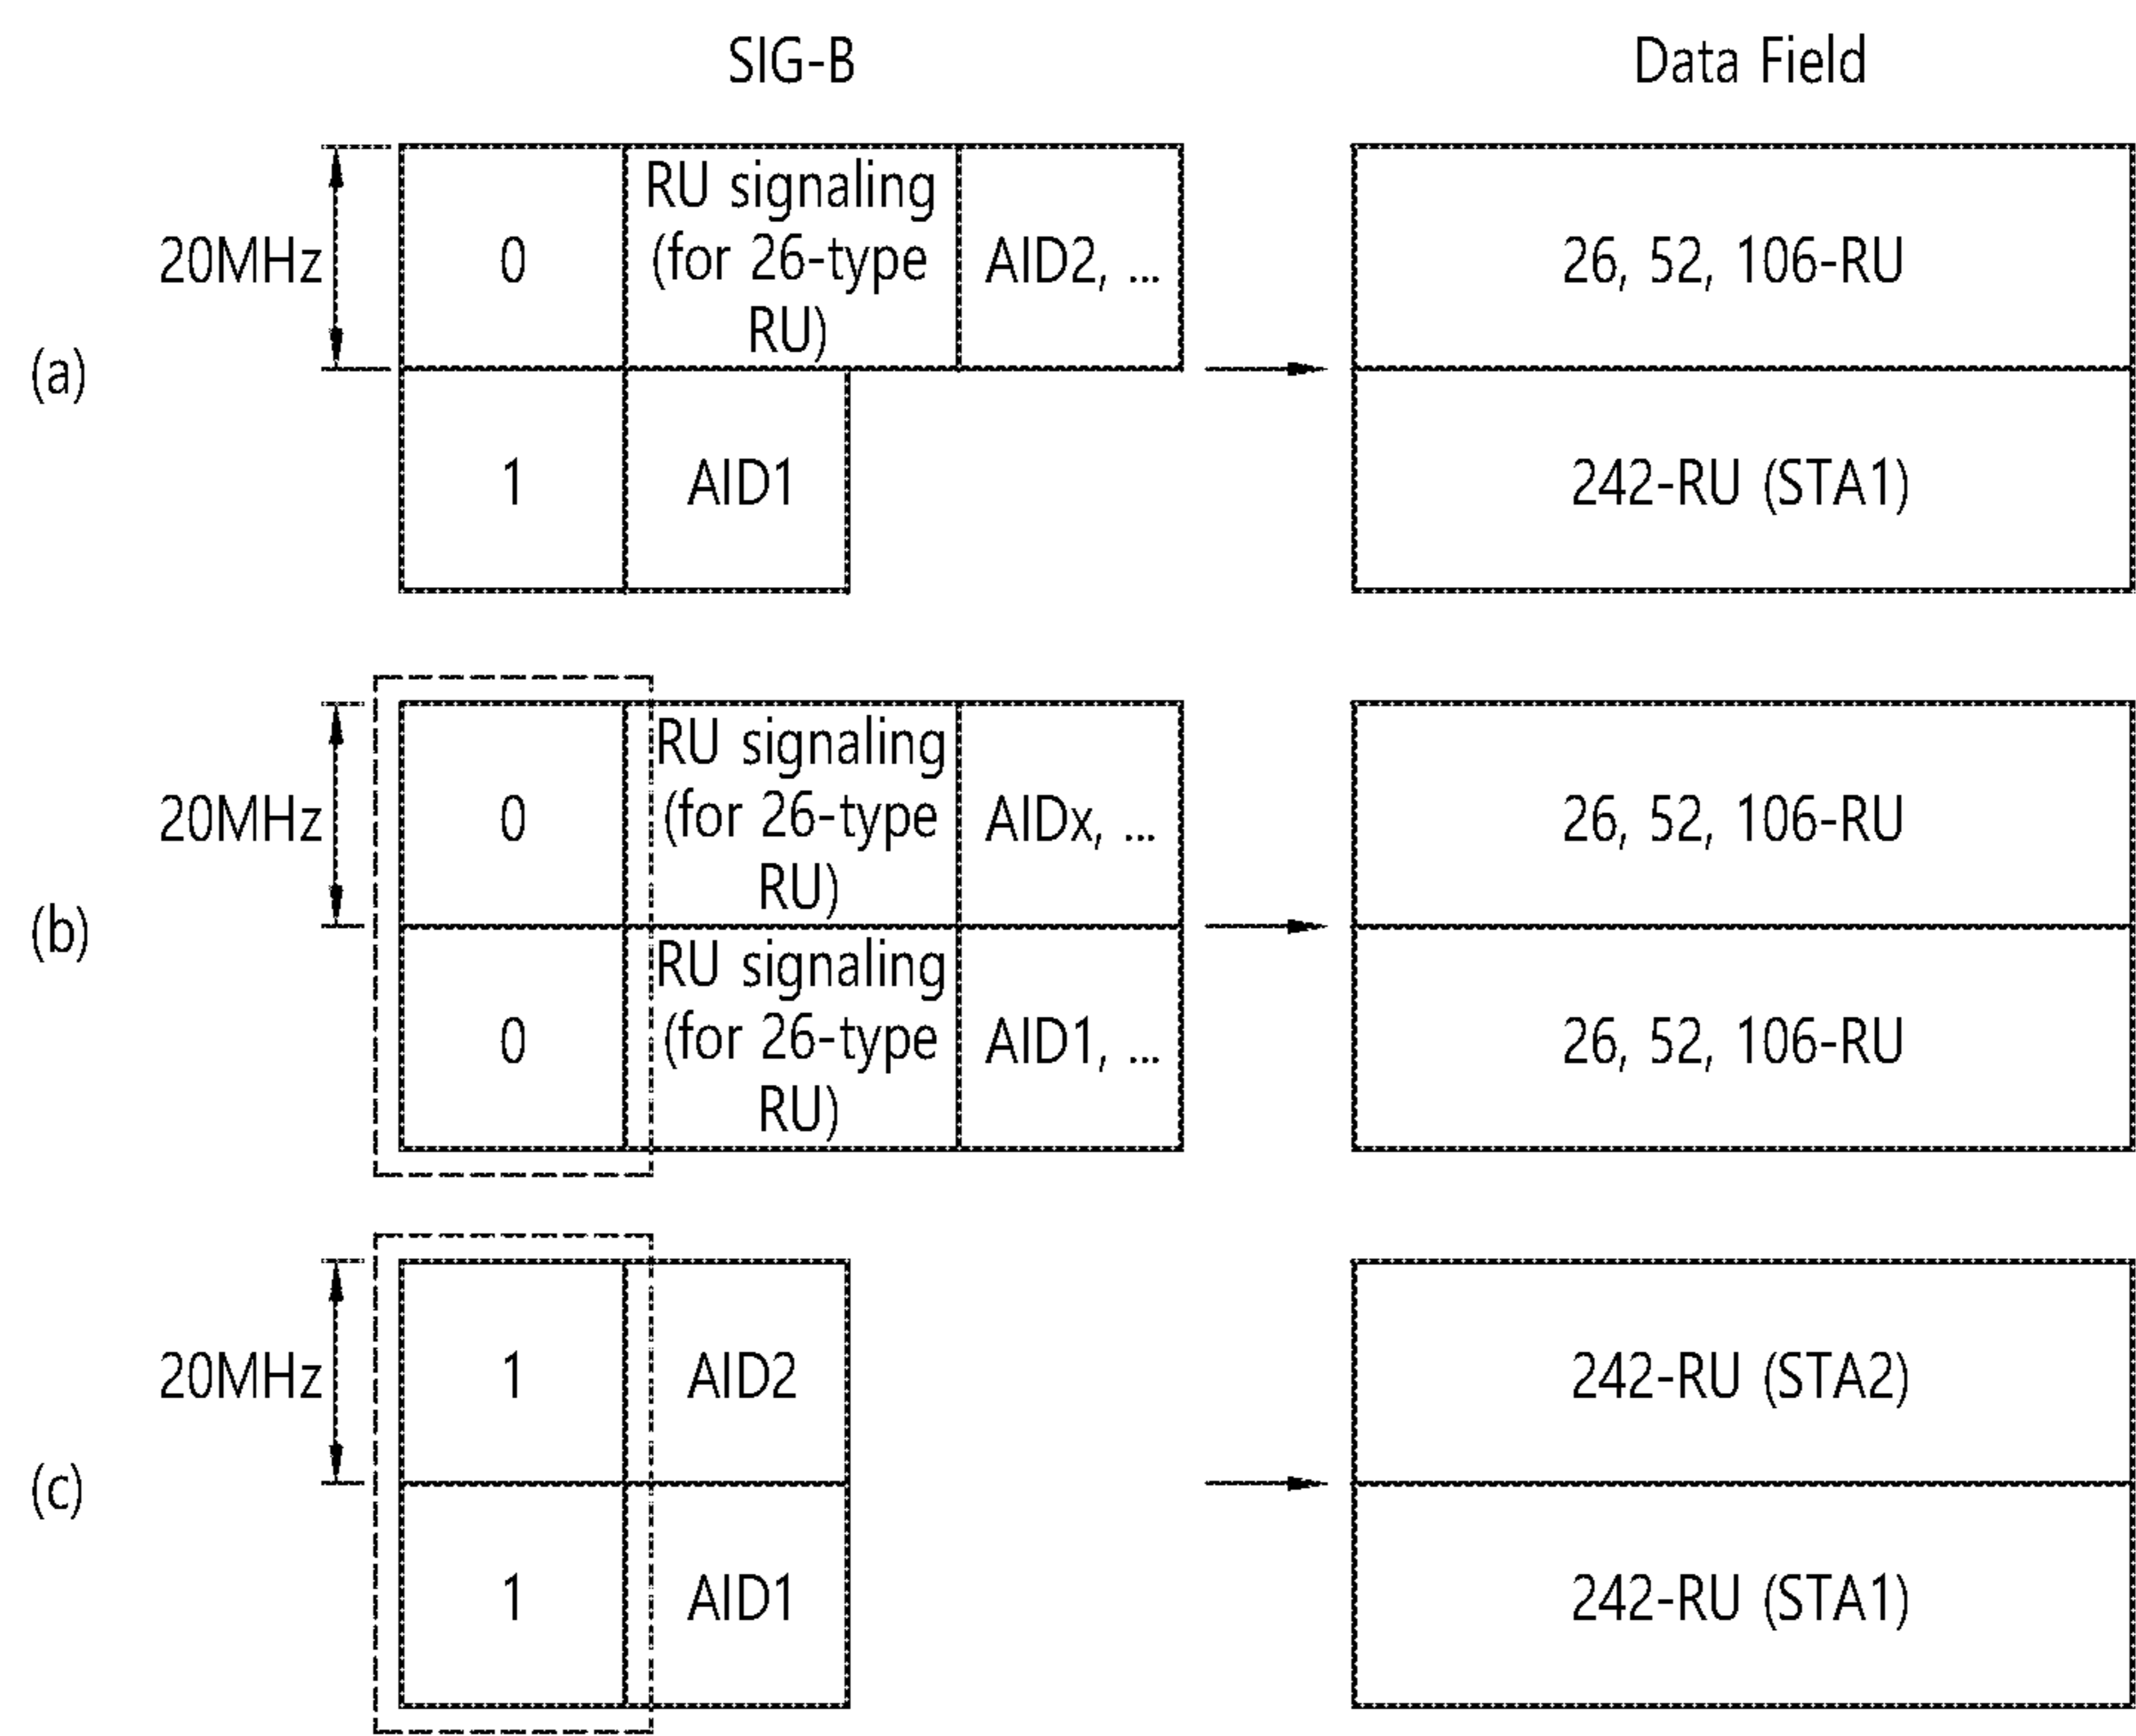 SIG-B
Data Field
(a)
20MHz
0
RU signaling
(for 26-type
RU)
AID2, ...
26, 52, 106-RU
1
AID1
242-RU (STA1)
(b)
20MHz
0
RU signaling
(for 26-type
RU)
AIDx, ...
26, 52, 106-RU
0
RU signaling
(for 26-type
RU)
AID1, ...
26, 52, 106-RU
(c)
20MHz
1
AID2
242-RU (STA2)
1
AID1
242-RU (STA1)